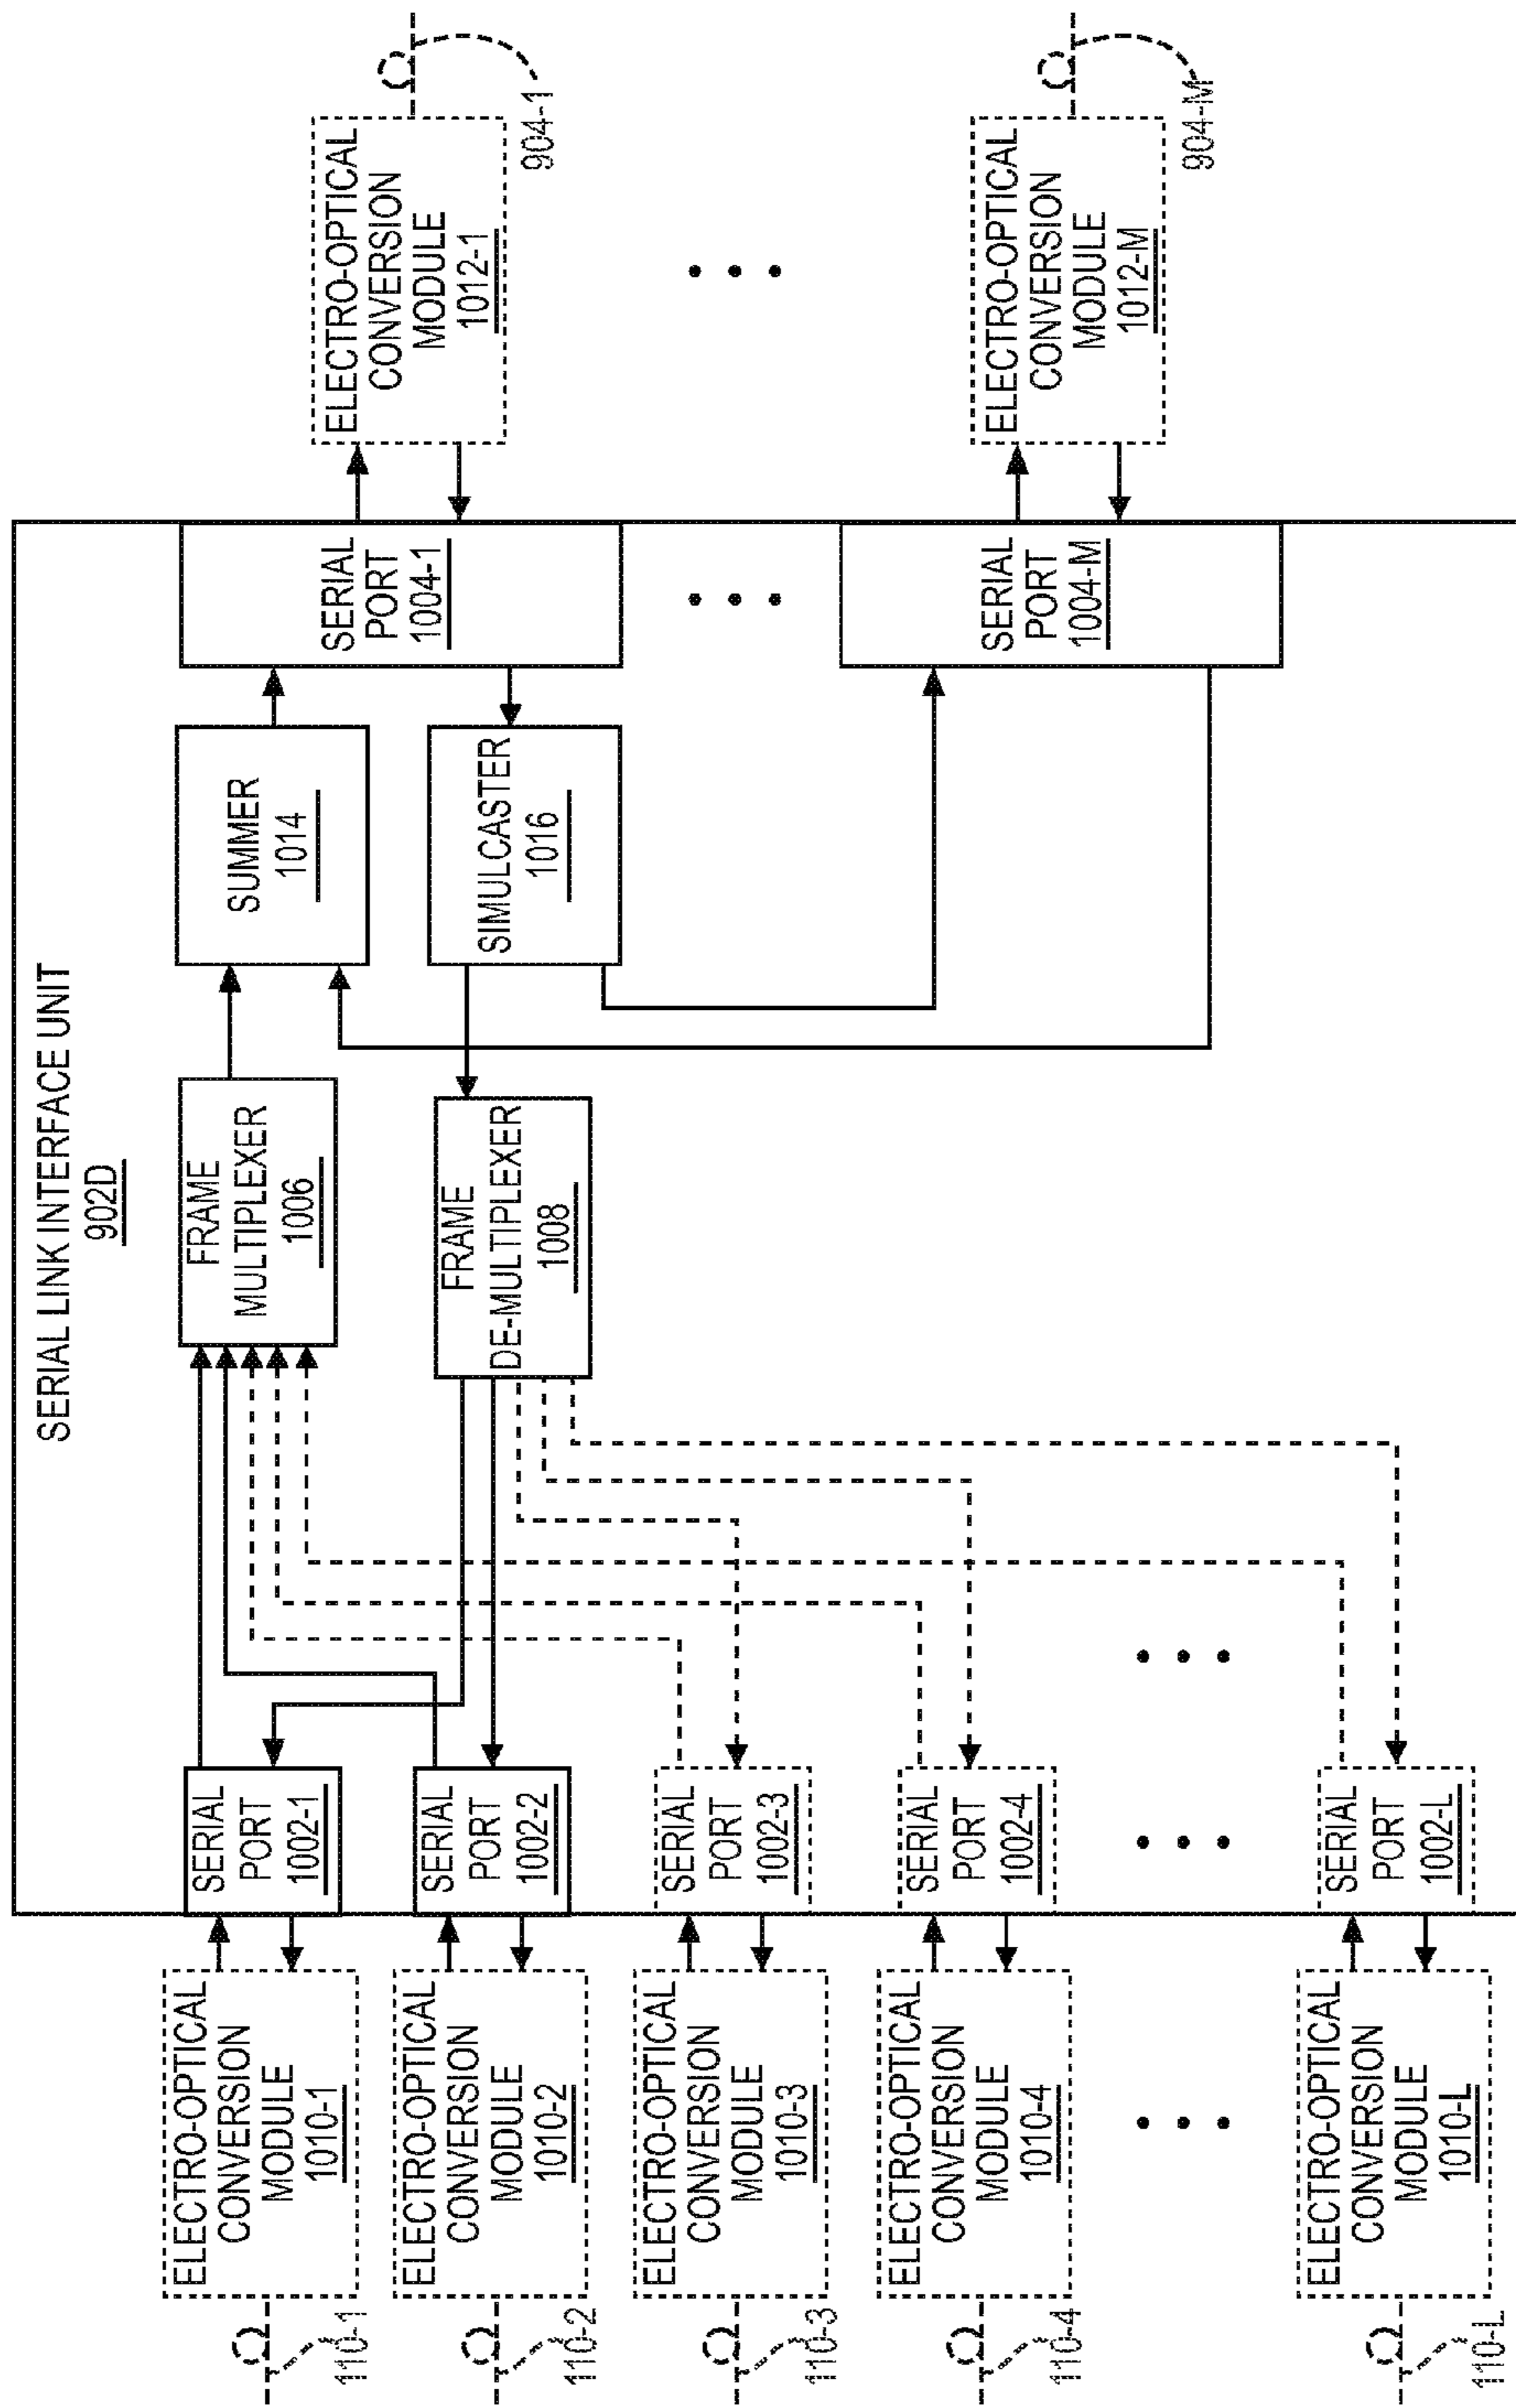 SERIAL LINK INTERFACE UNIT
902D
ELECTRO-OPTICAL
CONVERSION
MODULE
1010-1
110-1
SERIAL
PORT
1002-1
FRAME
MULTIPLEXER
1006
SUMMER
1014
SERIAL
PORT
1004-1
ELECTRO-OPTICAL
CONVERSION
MODULE
1012-1
904-1
ELECTRO-OPTICAL
CONVERSION
MODULE
1010-2
110-2
SERIAL
PORT
1002-2
FRAME
DE-MULTIPLEXER
1008
SIMULCASTER
1016
ELECTRO-OPTICAL
CONVERSION
MODULE
1010-3
110-3
SERIAL
PORT
1002-3
ELECTRO-OPTICAL
CONVERSION
MODULE
1010-4
110-4
SERIAL
PORT
1002-4
SERIAL
PORT
1004-M
ELECTRO-OPTICAL
CONVERSION
MODULE
1012-M
904-M
ELECTRO-OPTICAL
CONVERSION
MODULE
1010-L
110-L
SERIAL
PORT
1002-L